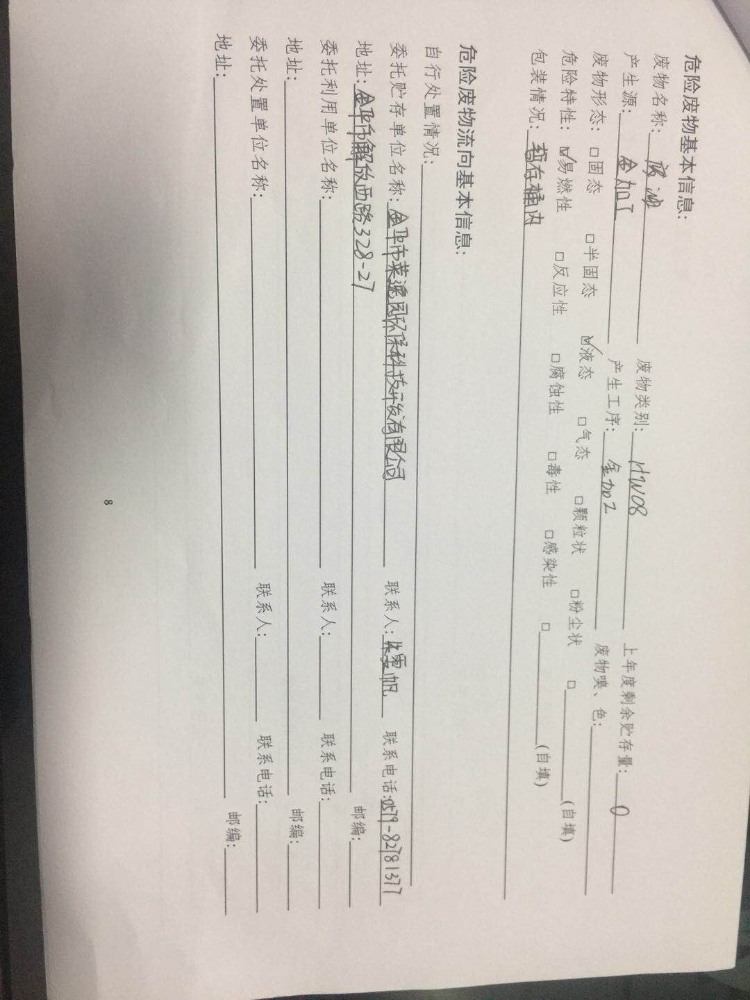 危险废物基本信息:
废物名称: 废油 废物类别: HW08 上年度剩余贮存量: 0
产生源: 金加工 产生工序: 金加工 废物嗅、色:
废物形态: □固态 □半固态 ☑液态 □气态 □颗粒状 □粉尘状 □ (自填)
危险特性: ☑易燃性 □反应性 □腐蚀性 □毒性 □感染性 □ (自填)
包装情况: 暂存桶内
危险废物流向基本信息:
自行处置情况:
委托贮存单位名称: 金华市莱逸园环保科技开发有限公司 联系人: 联系电话: 0579-82781377
地址: 金华市解放西路328-27 邮编:
委托利用单位名称: 联系人: 联系电话:
地址: 邮编:
委托处置单位名称: 联系人: 联系电话:
地址: 邮编:
8